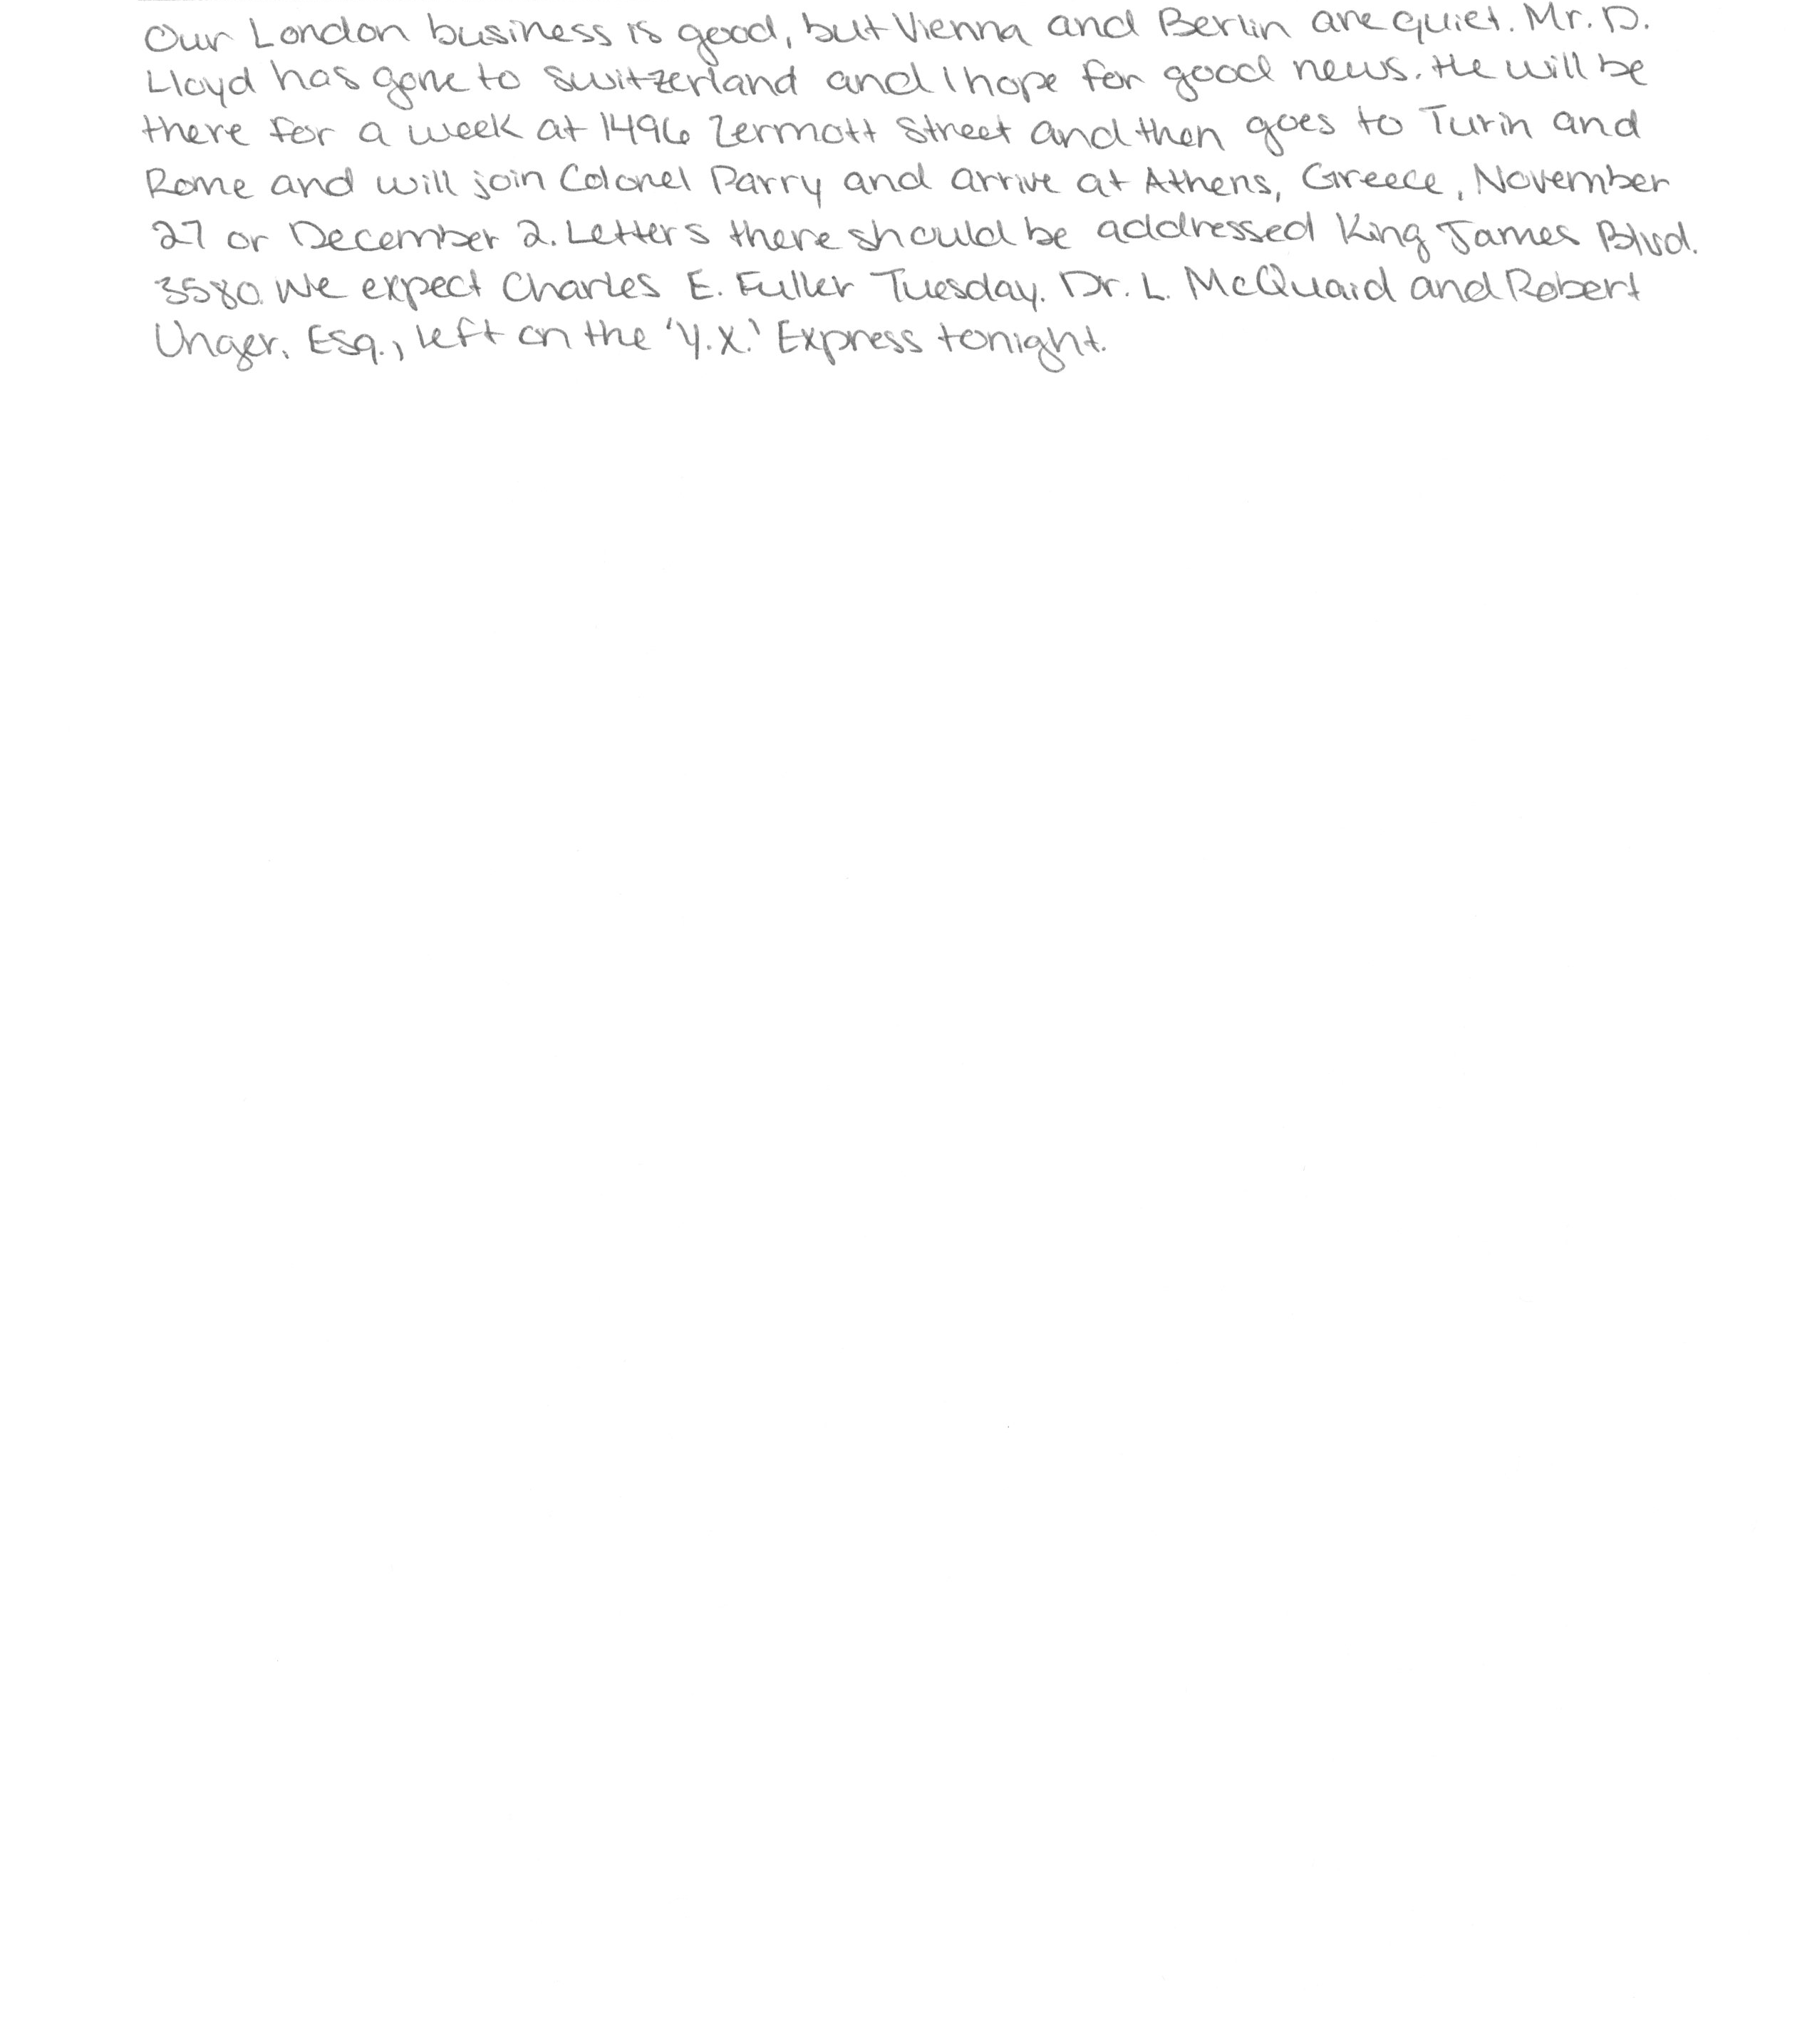 Our London business is good, but Vienna and Berlin are quiet. Mr. D.
Lloyd has gone to Switzerland and I hope for good news. He will be
there for a week at 1496 Zermott Street and then goes to Turin and
Rome and will join Colonel Parry and arrive at Athens, Greece, November
27 or December 2. Letters there should be addressed King James Blvd.
3580. We expect Charles E. Fuller Tuesday. Dr. L. McQuaid and Robert
Unger, Esq., left on the 'Y.X.' Express tonight.